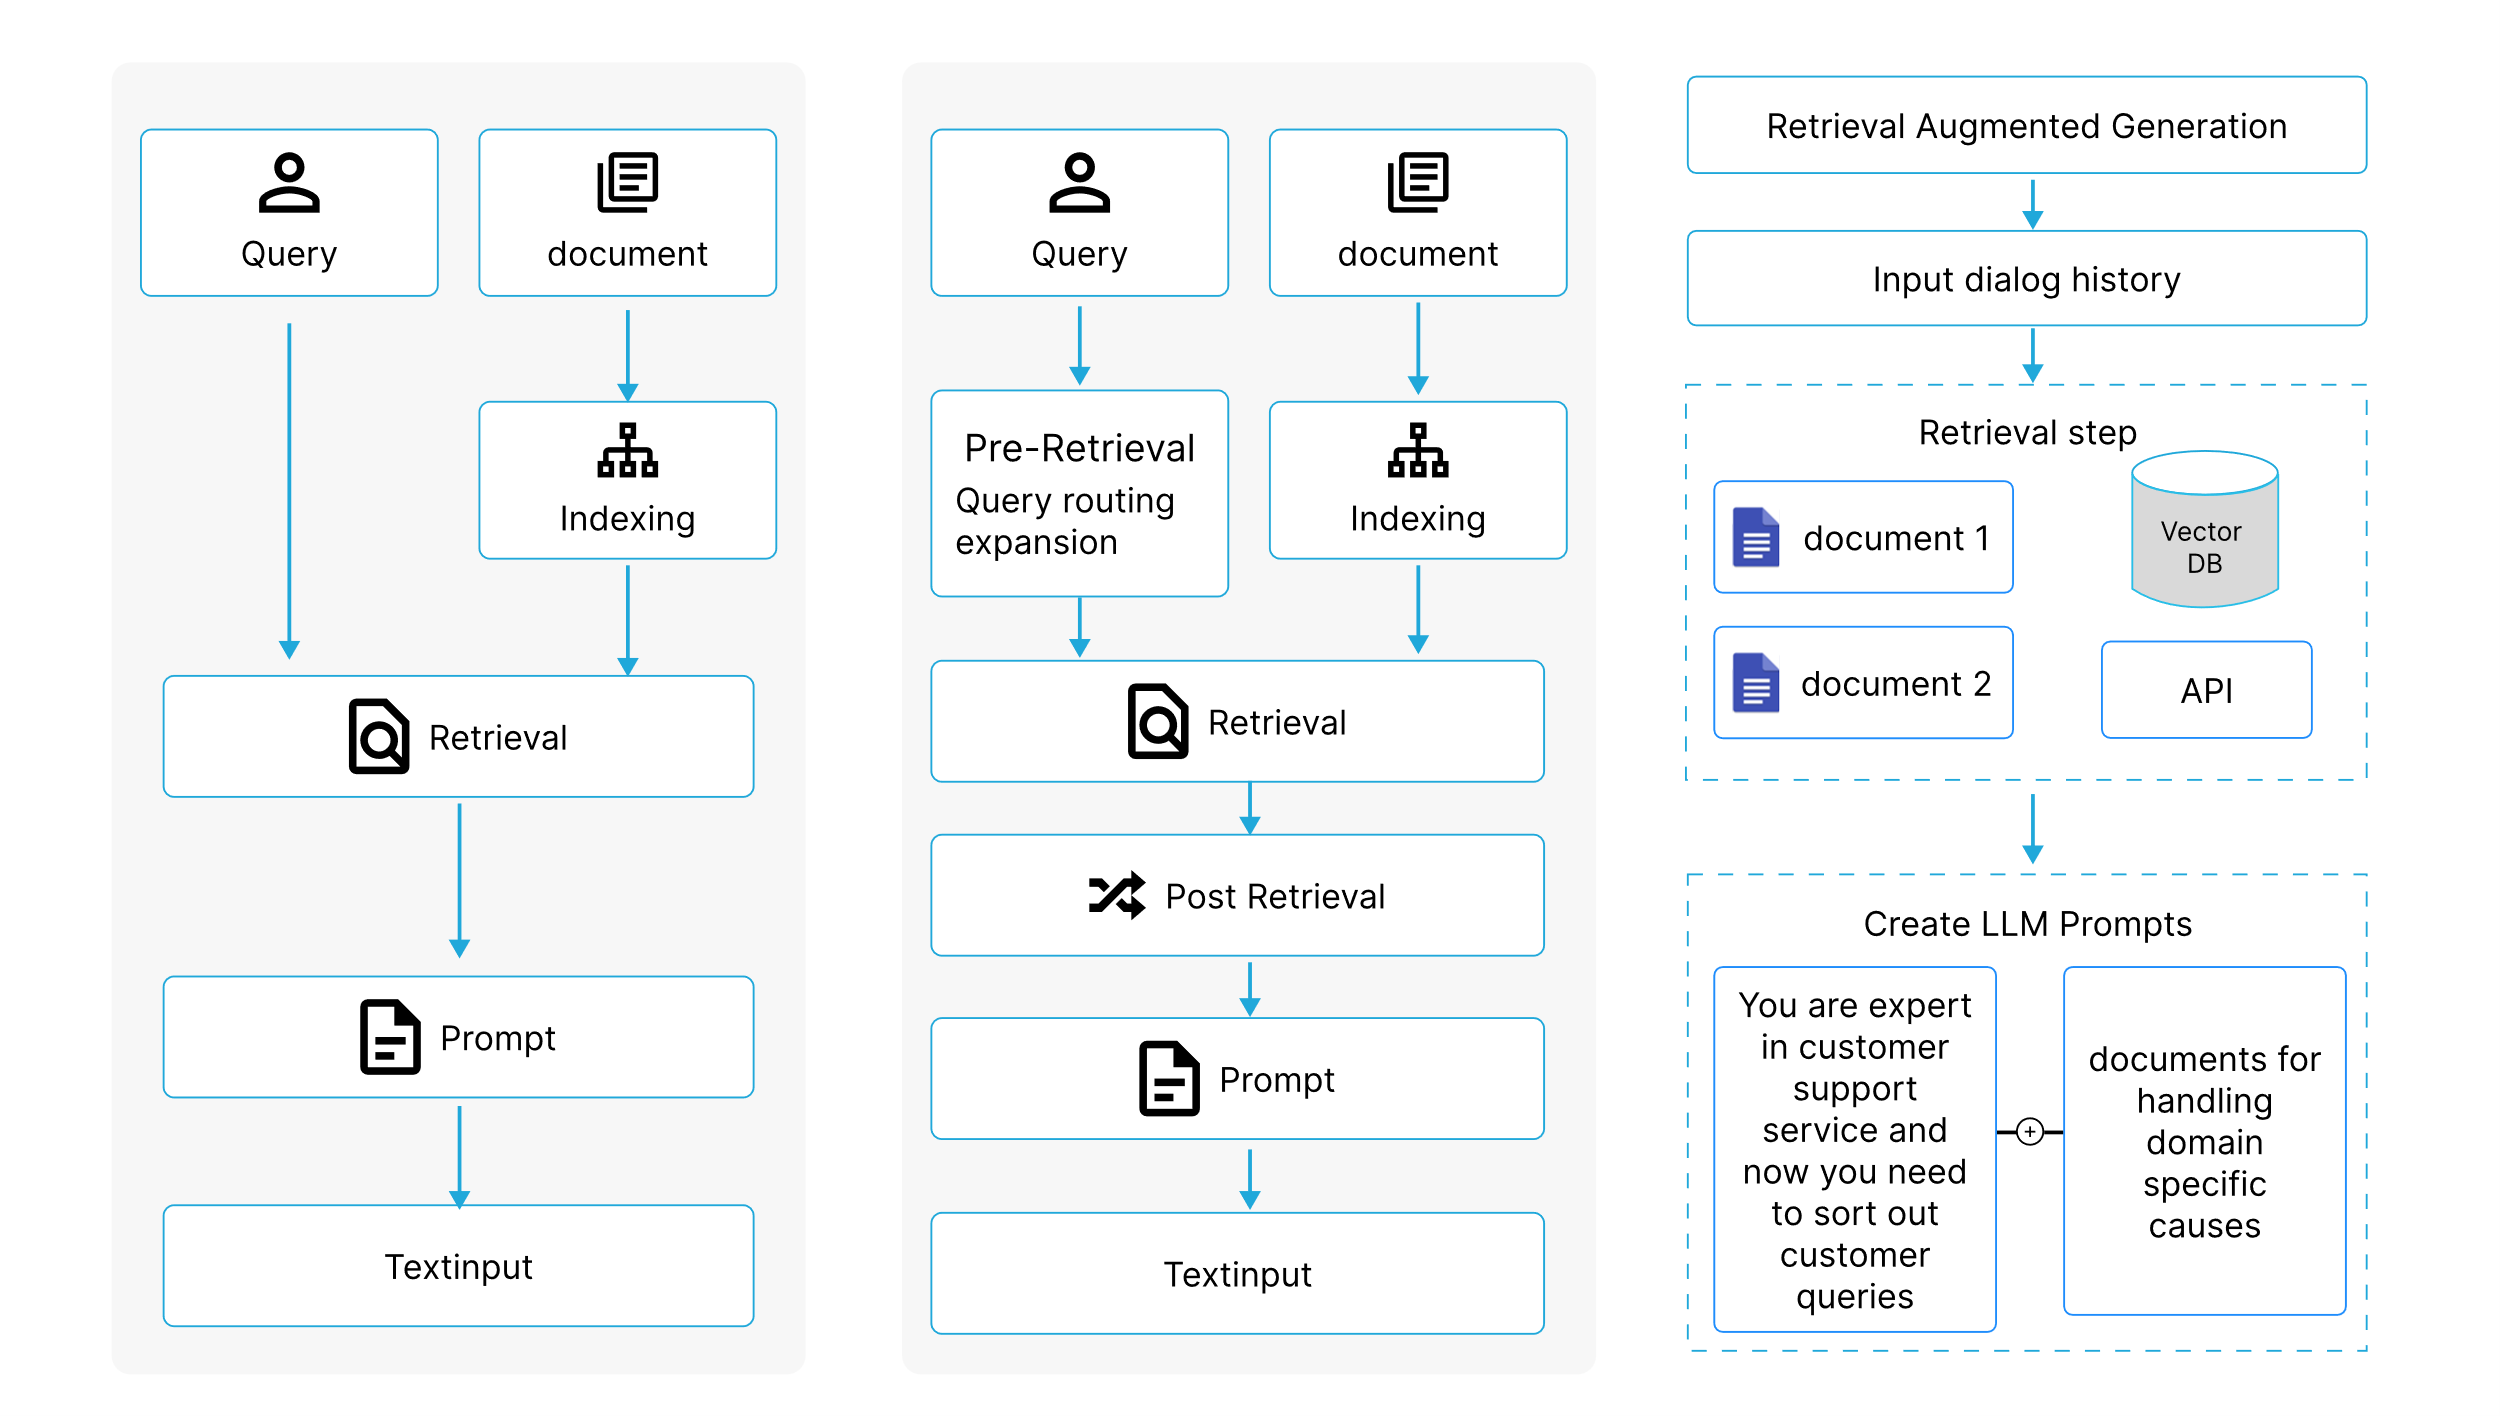 Query
document
Indexing
Retrieval
Prompt
Textinput
Query
document
Pre-Retrieval
Query routing
expansion
Indexing
Retrieval
Post Retrieval
Prompt
Textinput
Retrieval Augmented Generation
Input dialog history
Retrieval step
document 1
Vector
DB
document 2
API
Create LLM Prompts
You are expert
in customer
support
service and
now you need
to sort out
customer
queries
+
documents for
handling
domain
specific
causes